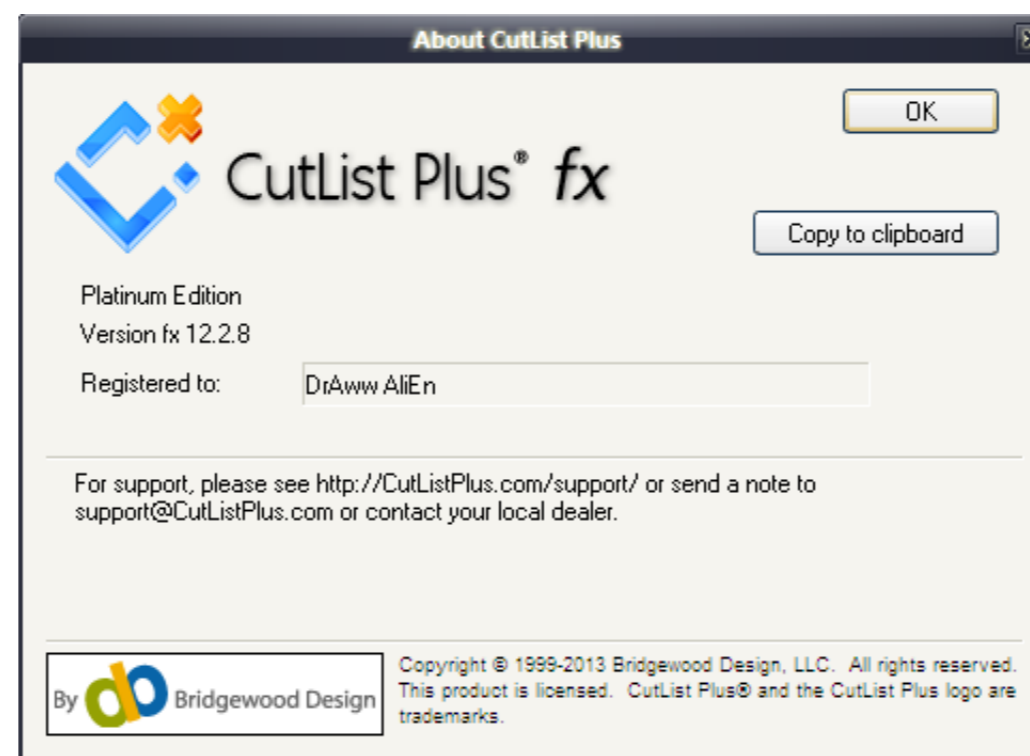 About CutList Plus
OK
CutList Plus® fx
Copy to clipboard
Platinum Edition
Version fx 12.2.8
Registered to: DrAww AliEn
For support, please see http://CutListPlus.com/support/ or send a note to
support@CutListPlus.com or contact your local dealer.
By Bridgewood Design
Copyright © 1999-2013 Bridgewood Design, LLC. All rights reserved.
This product is licensed. CutList Plus® and the CutList Plus logo are
trademarks.